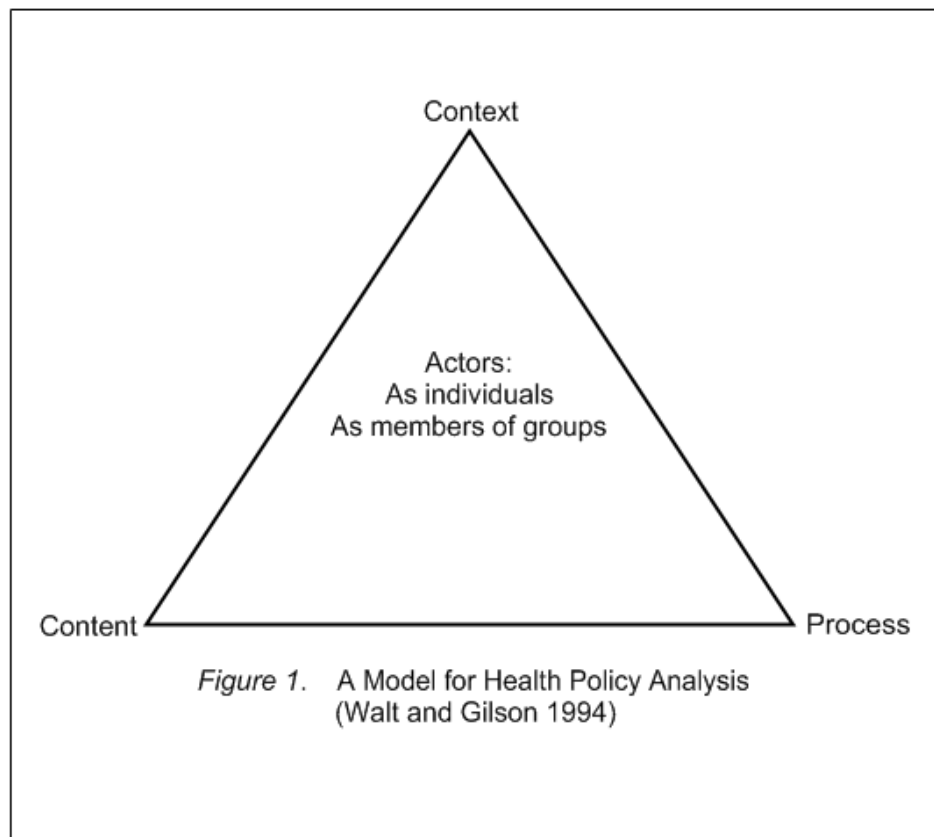 Context
Actors:
As individuals
As members of groups
Content
Process
Figure 1. A Model for Health Policy Analysis
(Walt and Gilson 1994)